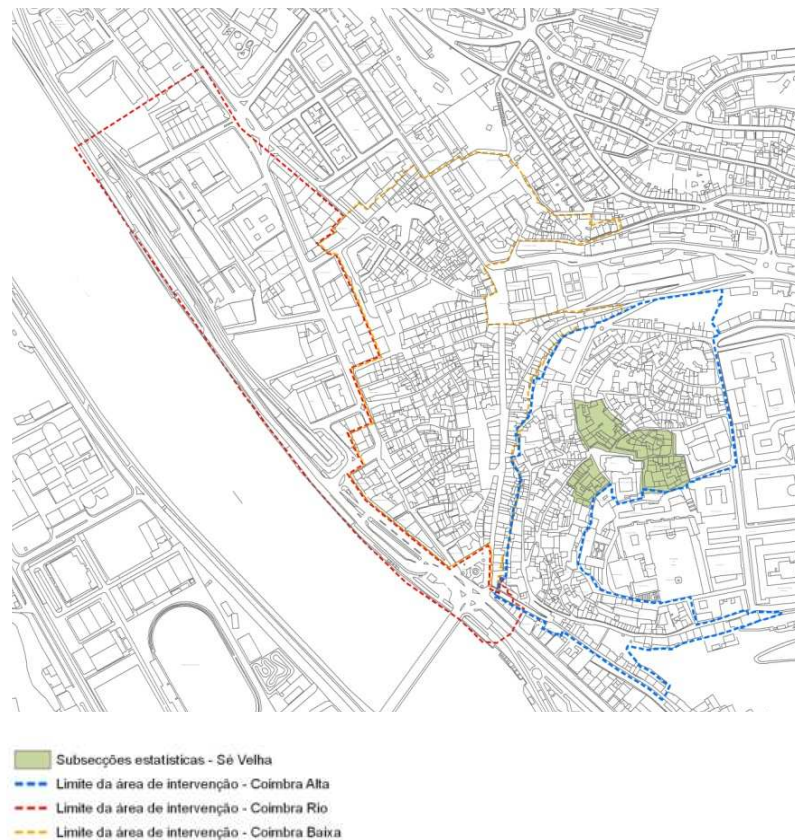 Subsecções estatísticas - Sé Velha
Limite da área de intervenção - Coimbra Alta
Limite da área de intervenção - Coimbra Rio
Limite da área de intervenção - Coimbra Baixa